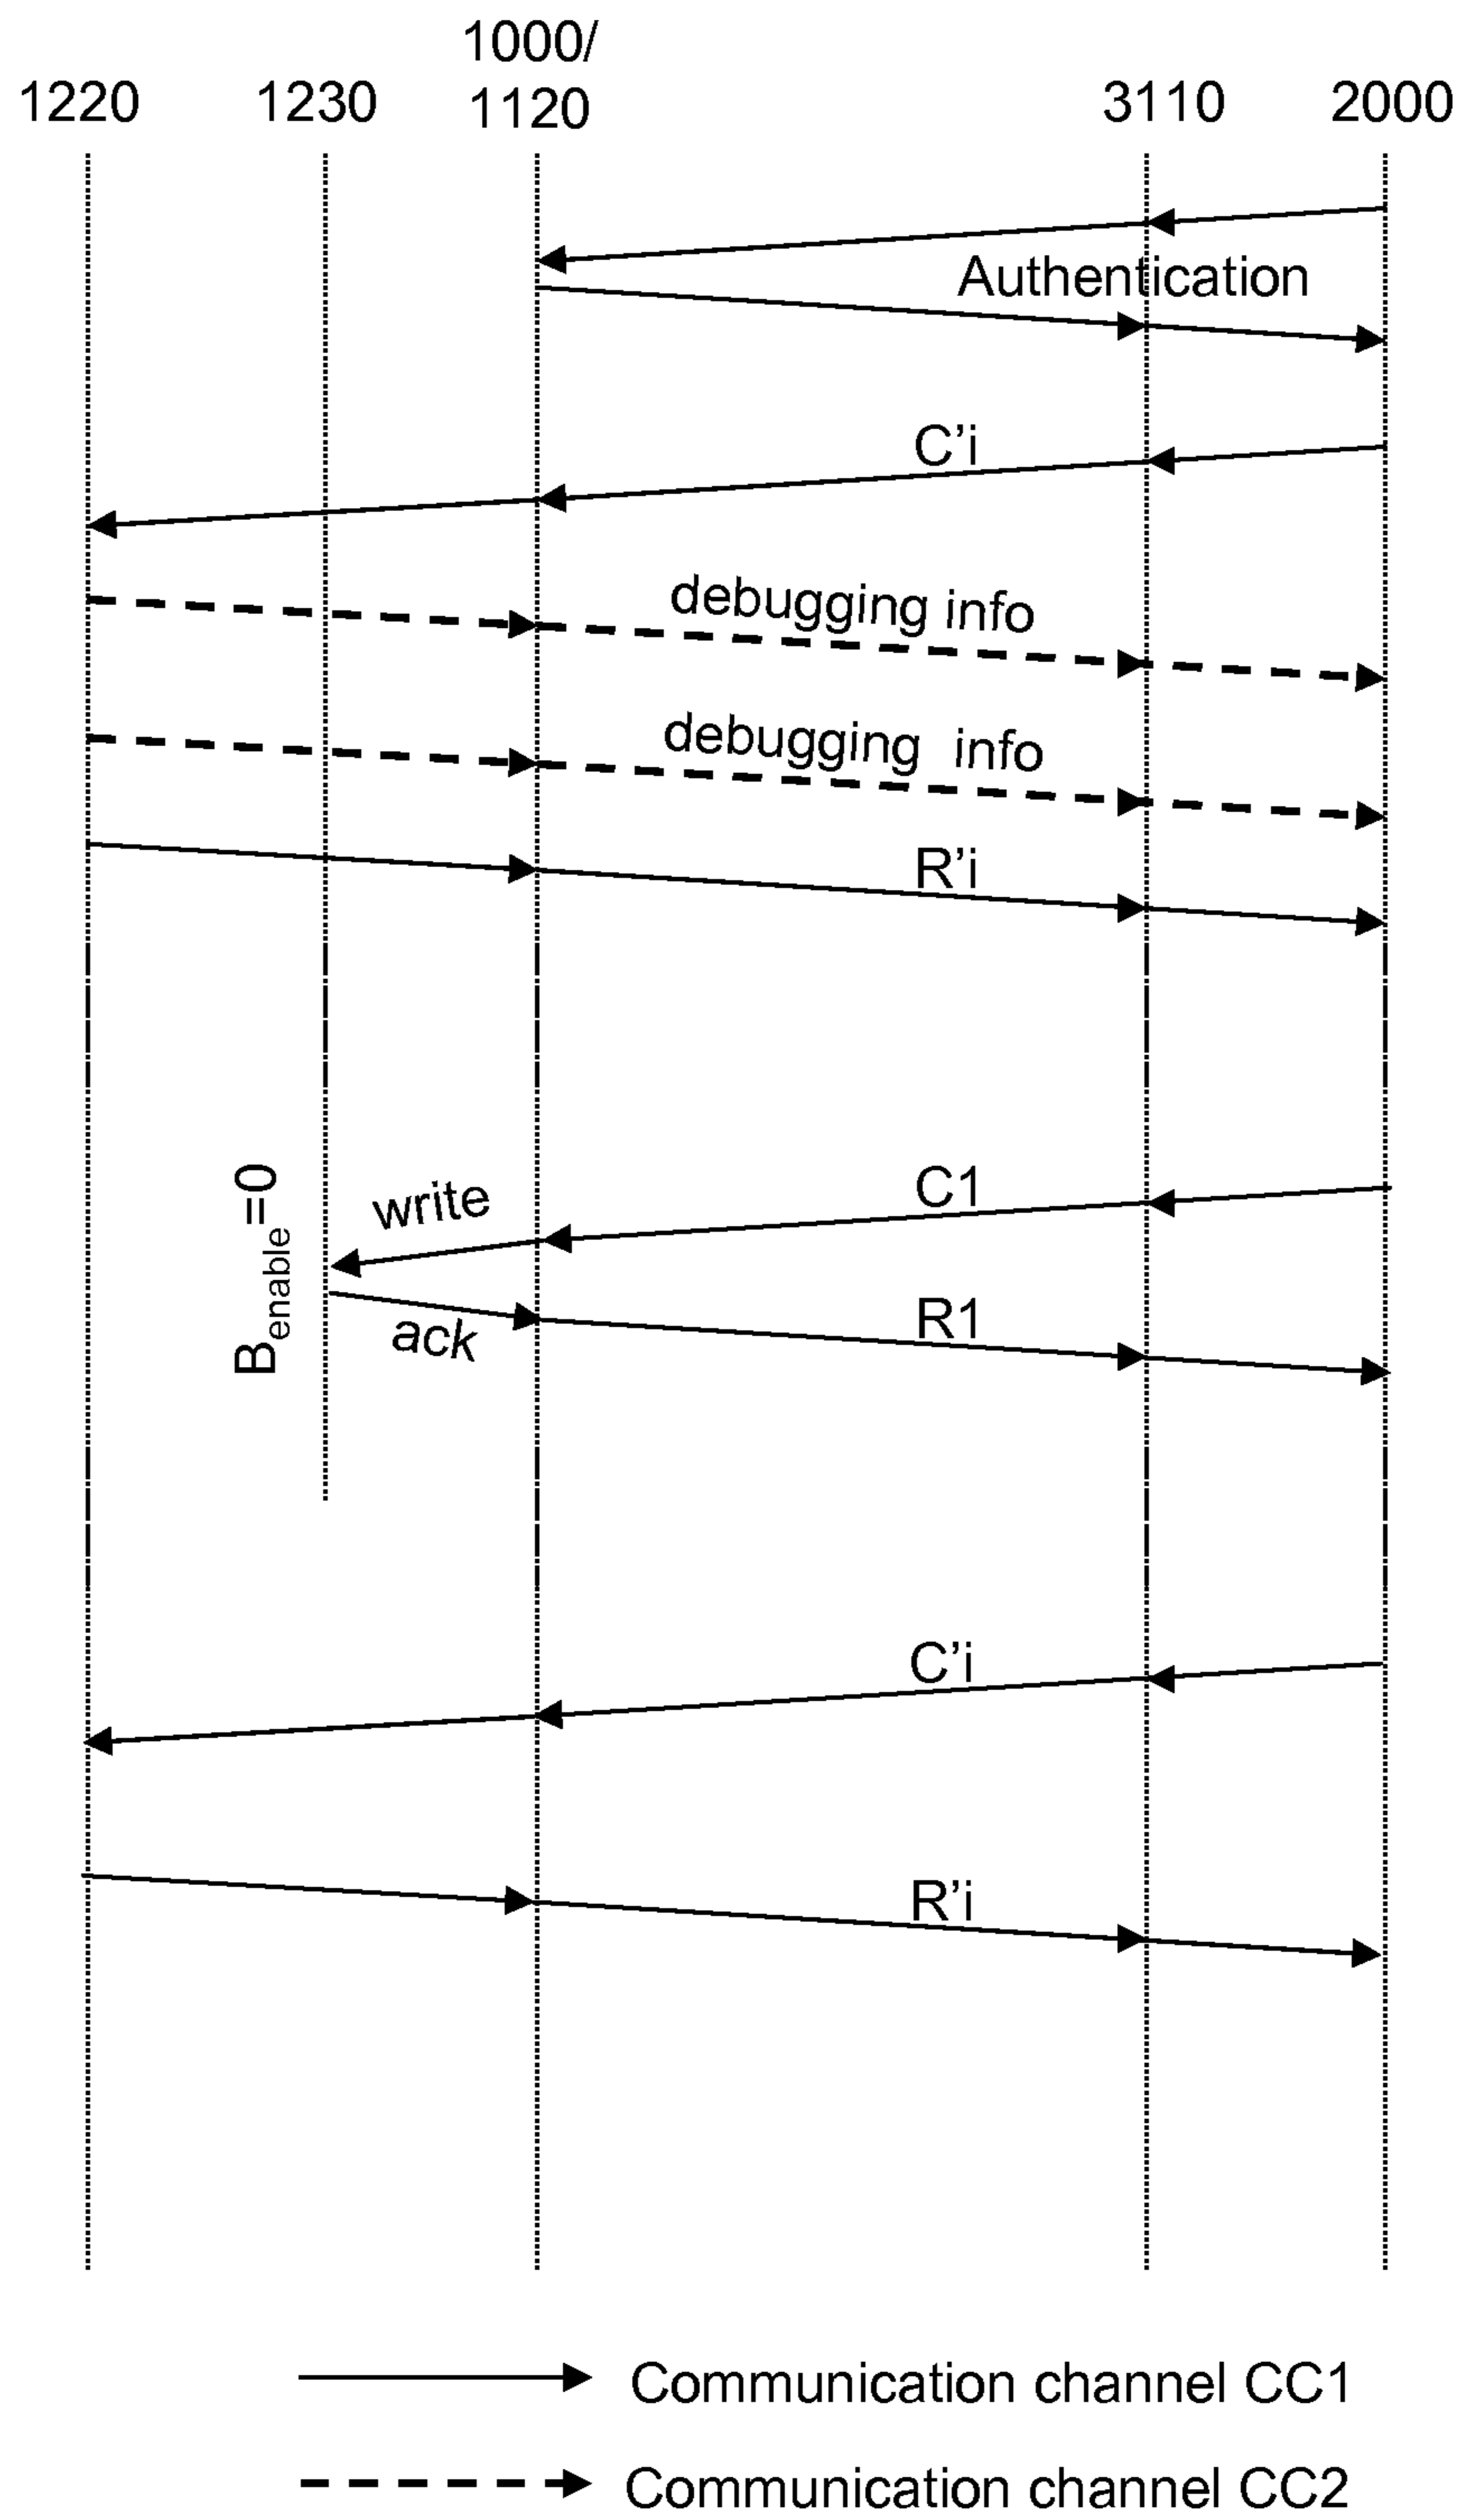 1220
1230
1000/
1120
3110
2000
Authentication
C’i
debugging info
debugging info
R’i
Benable=0
write
C1
ack
R1
C’i
R’i
Communication channel CC1
Communication channel CC2